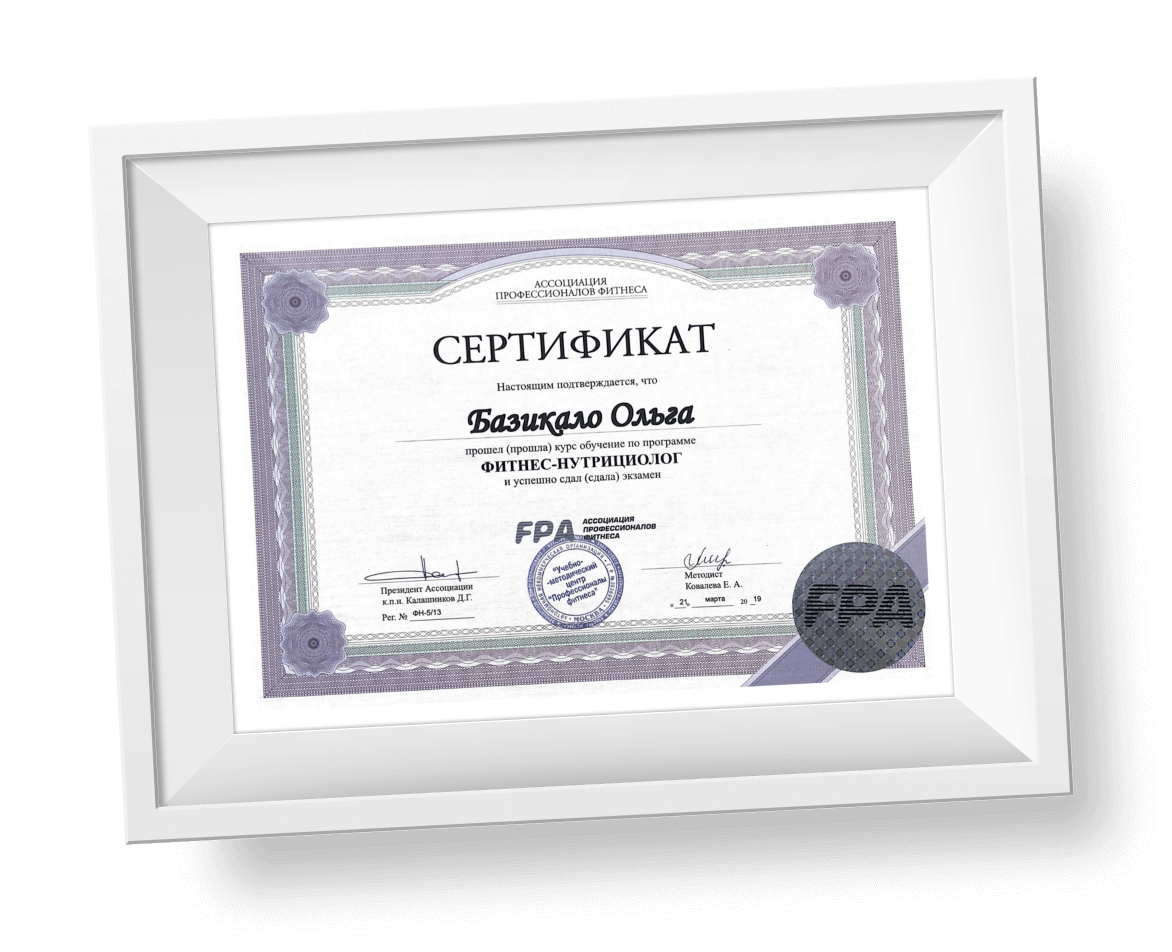 АССОЦИАЦИЯ
ПРОФЕССИОНАЛОВ ФИТНЕСА
СЕРТИФИКАТ
Настоящим подтверждается, что
Базикало Ольга
прошел (прошла) курс обучение по программе
ФИТНЕС-НУТРИЦИОЛОГ
и успешно сдал (сдала) экзамен
FPA АССОЦИАЦИЯ
ПРОФЕССИОНАЛОВ
ФИТНЕСА
"Учебно-
-методический
центр
"Профессионалы
фитнеса"
МОСКВА
Президент Ассоциации
к.п.н. Калашников Д.Г.
Рег. № ФН-5/13
Методист
Ковалева Е. А.
« 21 » марта 20 19
FPA